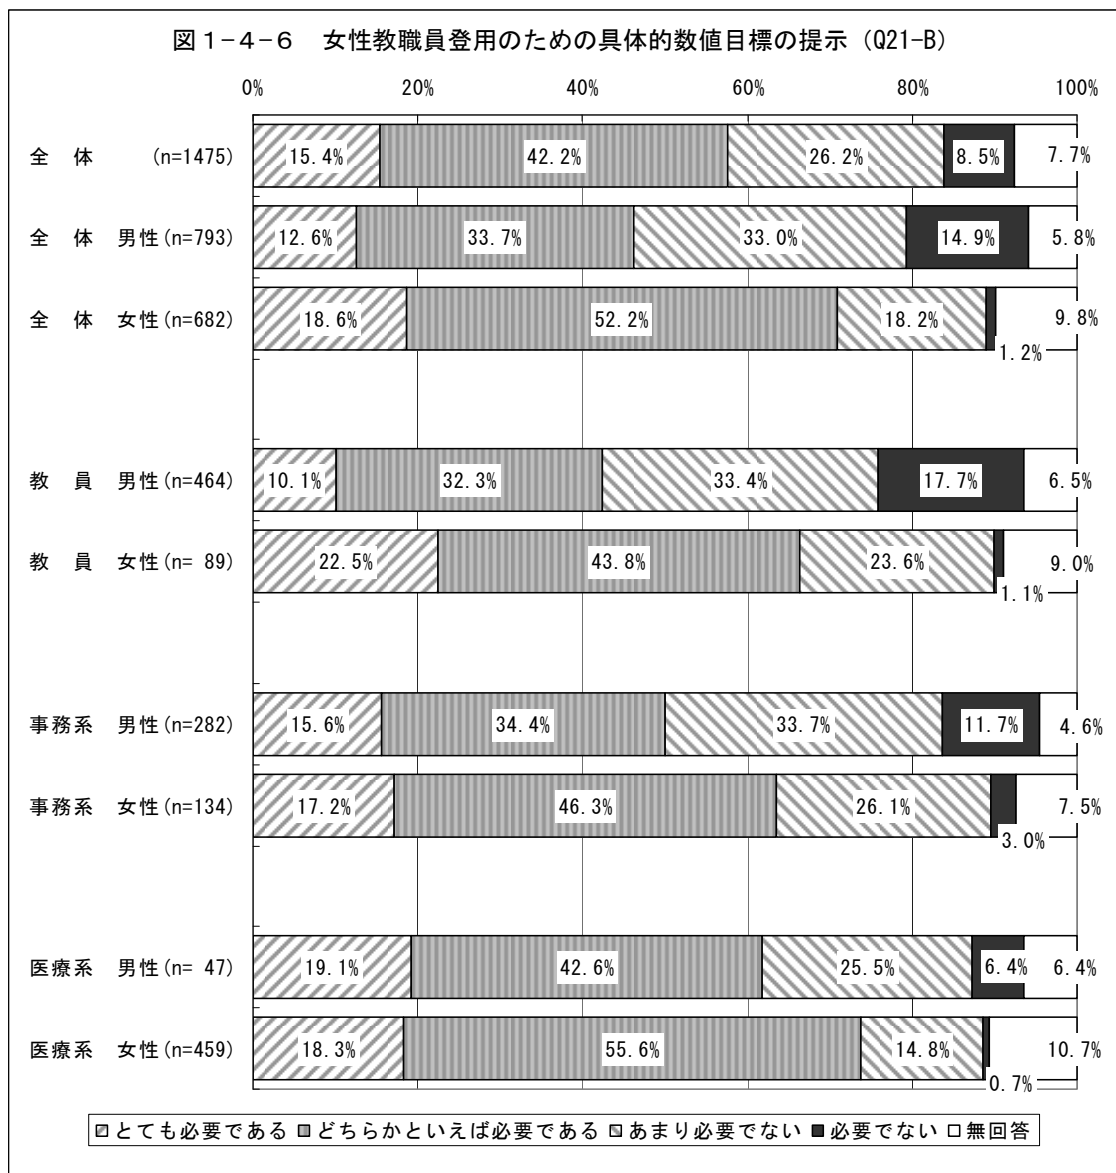 図1-4-6 女性教職員登用のための具体的数値目標の提示（Q21-B）
0% 20% 40% 60% 80% 100%
全 体 (n=1475) 15.4% 42.2% 26.2% 8.5% 7.7%
全 体 男性(n=793) 12.6% 33.7% 33.0% 14.9% 5.8%
全 体 女性(n=682) 18.6% 52.2% 18.2% 1.2% 9.8%
教 員 男性(n=464) 10.1% 32.3% 33.4% 17.7% 6.5%
教 員 女性(n= 89) 22.5% 43.8% 23.6% 1.1% 9.0%
事務系 男性(n=282) 15.6% 34.4% 33.7% 11.7% 4.6%
事務系 女性(n=134) 17.2% 46.3% 26.1% 3.0% 7.5%
医療系 男性(n= 47) 19.1% 42.6% 25.5% 6.4% 6.4%
医療系 女性(n=459) 18.3% 55.6% 14.8% 0.7% 10.7%
とても必要である どちらかといえば必要である あまり必要でない 必要でない 無回答